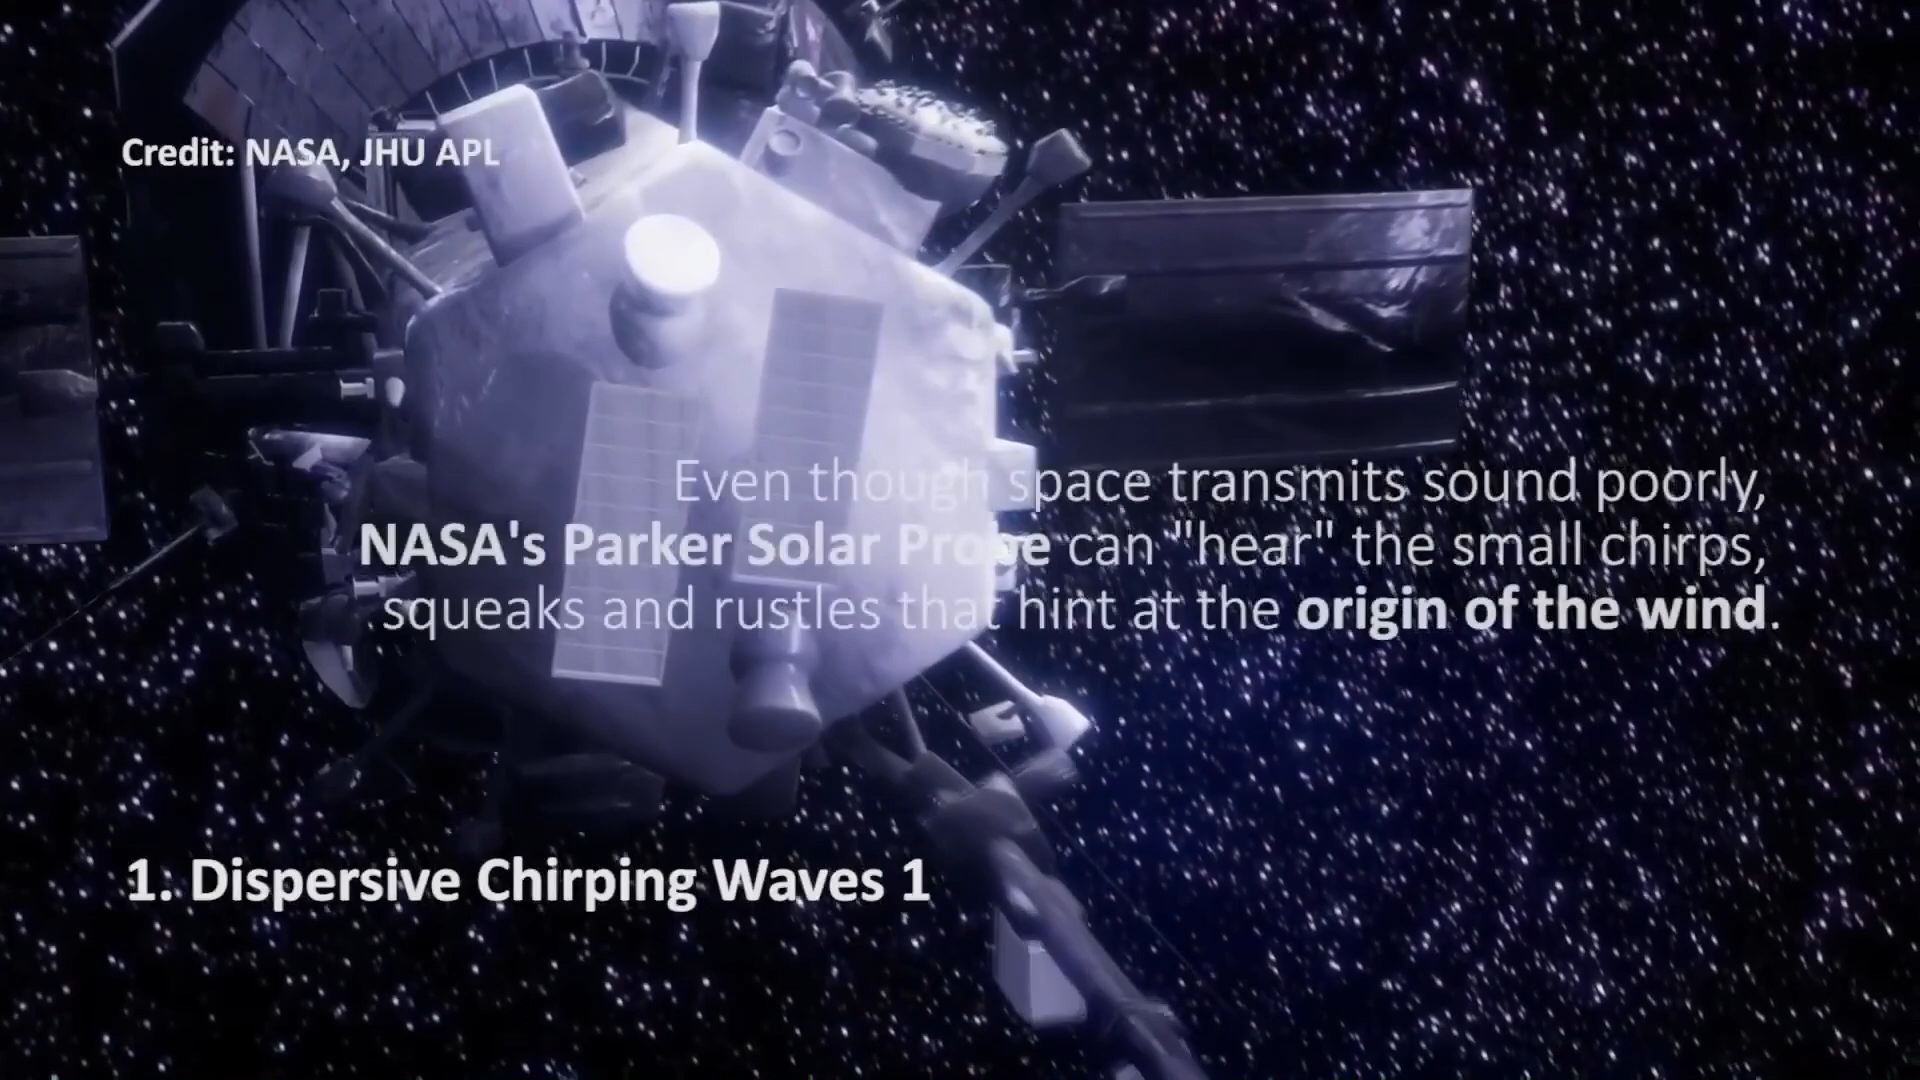 Credit: NASA, JHU APL
Even though space transmits sound poorly,
NASA's Parker Solar Probe can "hear" the small chirps,
squeaks and rustles that hint at the origin of the wind.
1. Dispersive Chirping Waves 1